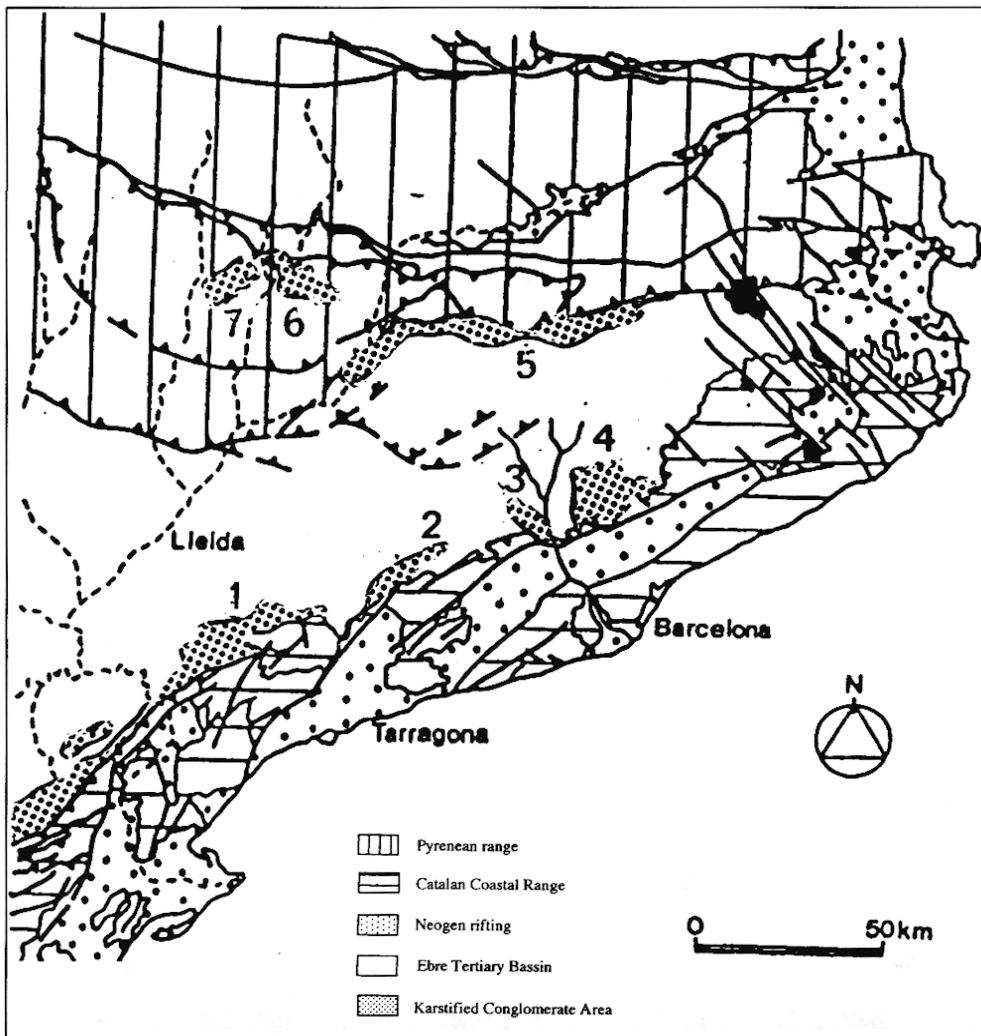 7
6
5
4
3
2
Lleida
1
Barcelona
N
Tarragona
Pyrenean range
Catalan Coastal Range
Neogen rifting
Ebre Tertiary Bassin
Karstified Conglomerate Area
0 50km